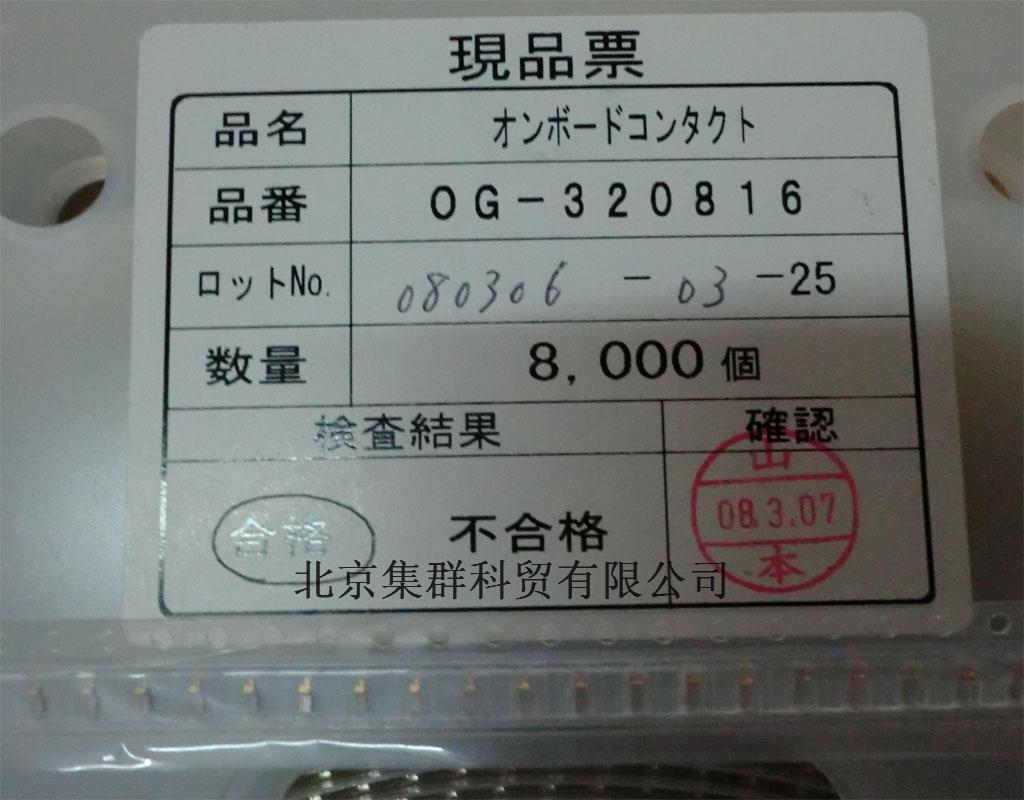 現品票
品名 オンボードコンタクト
品番 OG-320816
ロットNo. 080306 - 03 -25
数量 8,000 個
検査結果 確認
合格 不合格
山
08.3.07
本
北京集群科贸有限公司